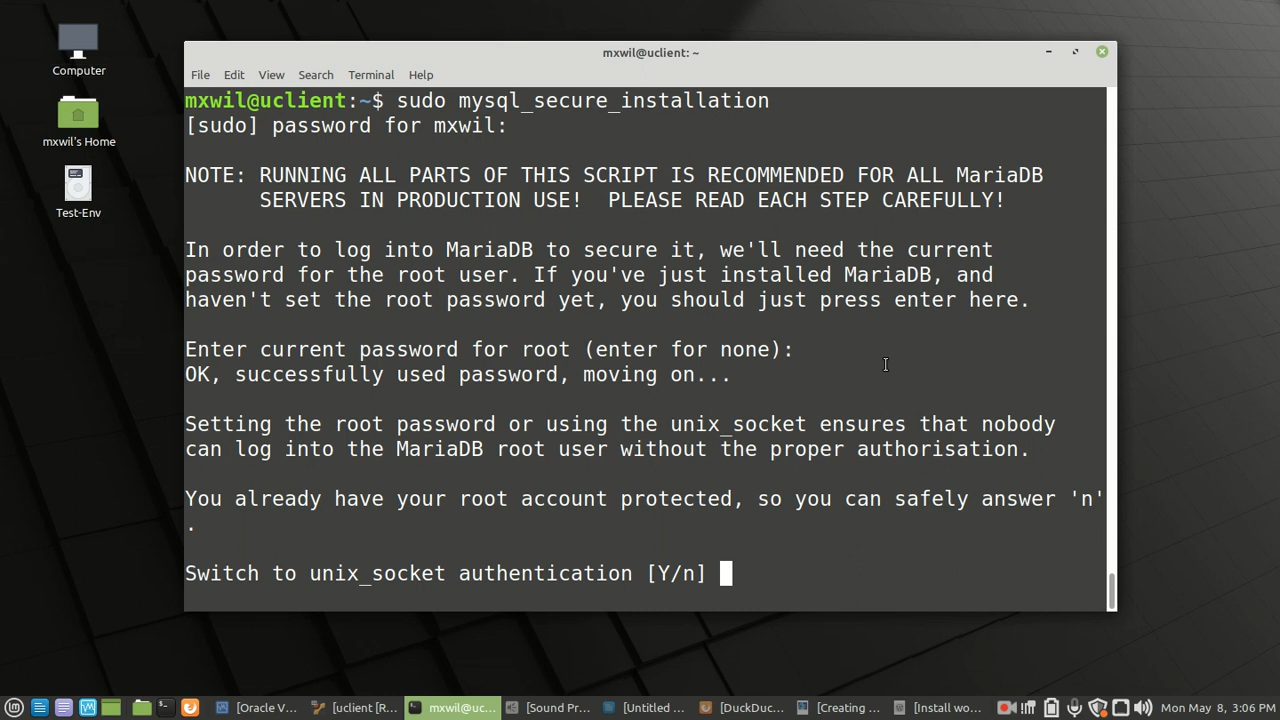 Computer
mxwil's Home
Test-Env
mxwil@uclient: ~
File Edit View Search Terminal Help
mxwil@uclient:~$ sudo mysql_secure_installation
[sudo] password for mxwil:
NOTE: RUNNING ALL PARTS OF THIS SCRIPT IS RECOMMENDED FOR ALL MariaDB
SERVERS IN PRODUCTION USE!  PLEASE READ EACH STEP CAREFULLY!
In order to log into MariaDB to secure it, we'll need the current
password for the root user. If you've just installed MariaDB, and
haven't set the root password yet, you should just press enter here.
Enter current password for root (enter for none):
OK, successfully used password, moving on...
Setting the root password or using the unix_socket ensures that nobody
can log into the MariaDB root user without the proper authorisation.
You already have your root account protected, so you can safely answer 'n'
.
Switch to unix_socket authentication [Y/n]
[Oracle V... [uclient [R... mxwil@uc... [Sound Pr... [Untitled ... [DuckDuc... [Creating ... [Install wo... Mon May 8, 3:06 PM